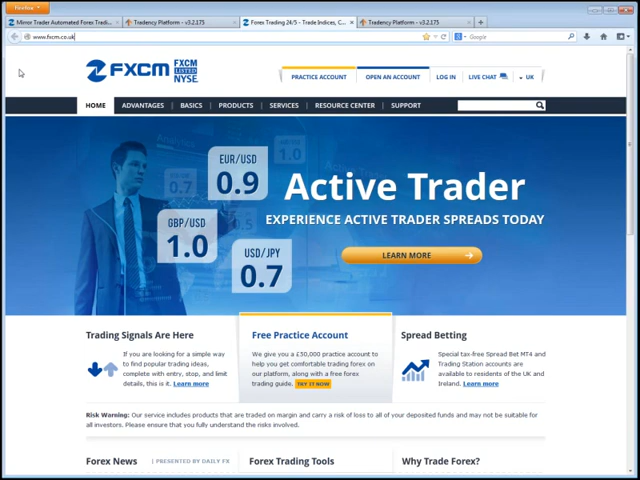 Firefox
Mirror Trader Automated Forex Tradi...
Tradency Platform - v3.2.175
Forex Trading 24/5 - Trade Indices, C...
Tradency Platform - v3.2.175
www.fxcm.co.uk
Google
FXCM
FXCM
LISTED
NYSE
PRACTICE ACCOUNT
OPEN AN ACCOUNT
LOG IN
LIVE CHAT
UK
HOME
ADVANTAGES
BASICS
PRODUCTS
SERVICES
RESOURCE CENTER
SUPPORT
EUR/USD
0.9
GBP/USD
1.0
USD/JPY
0.7
1.0
0.7
Active Trader
EXPERIENCE ACTIVE TRADER SPREADS TODAY
LEARN MORE
Trading Signals Are Here
If you are looking for a simple way
to find popular trading ideas,
complete with entry, stop, and limit
details, this is it. Learn more
Free Practice Account
We give you a £50,000 practice account to
help you get comfortable trading forex on
our platform, along with a free forex
trading guide. TRY IT NOW
Spread Betting
Special tax-free Spread Bet MT4 and
Trading Station accounts are
available to residents of the UK and
Ireland. Learn more
Risk Warning: Our service includes products that are traded on margin and carry a risk of loss to all of your deposited funds and may not be suitable for
all investors. Please ensure that you fully understand the risks involved.
Forex News
| PRESENTED BY DAILY FX
Forex Trading Tools
Why Trade Forex?